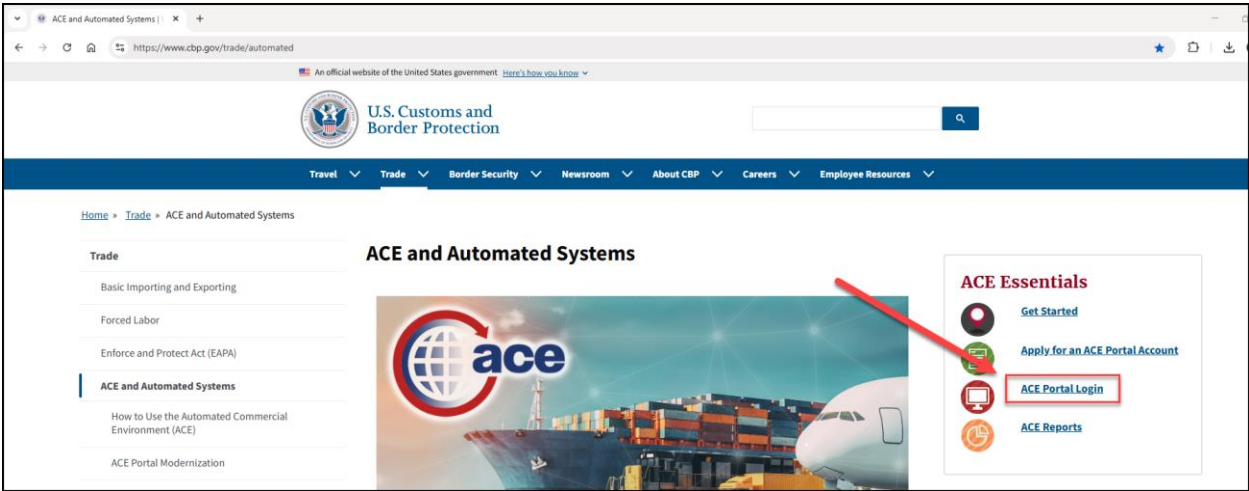 ACE and Automated Systems |
https://www.cbp.gov/trade/automated
An official website of the United States government Here's how you know
U.S. Customs and
Border Protection
Travel Trade Border Security Newsroom About CBP Careers Employee Resources
Home » Trade » ACE and Automated Systems
Trade
Basic Importing and Exporting
Forced Labor
Enforce and Protect Act (EAPA)
ACE and Automated Systems
How to Use the Automated Commercial
Environment (ACE)
ACE Portal Modernization
ACE and Automated Systems
ace
ACE Essentials
Get Started
Apply for an ACE Portal Account
ACE Portal Login
ACE Reports